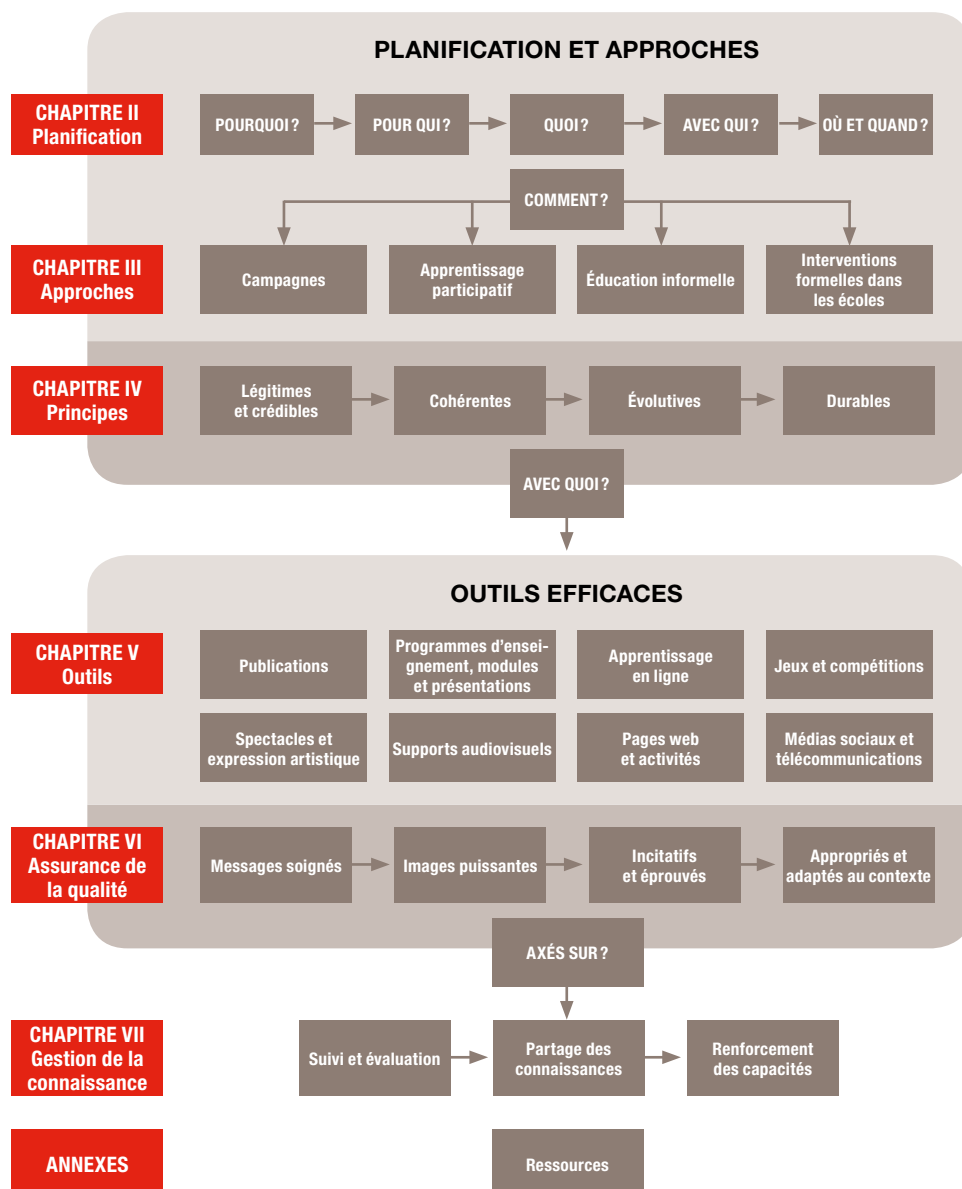 PLANIFICATION ET APPROCHES
CHAPITRE II
Planification
POURQUOI ?
POUR QUI ?
QUOI ?
AVEC QUI ?
OÙ ET QUAND ?
COMMENT ?
CHAPITRE III
Approches
Campagnes
Apprentissage
participatif
Éducation informelle
Interventions
formelles dans
les écoles
CHAPITRE IV
Principes
Légitimes
et crédibles
Cohérentes
Évolutives
Durables
AVEC QUOI ?
OUTILS EFFICACES
CHAPITRE V
Outils
Publications
Programmes d'ensei-
gnement, modules
et présentations
Apprentissage
en ligne
Jeux et compétitions
Spectacles et
expression artistique
Supports audiovisuels
Pages web
et activités
Médias sociaux et
télécommunications
CHAPITRE VI
Assurance de
la qualité
Messages soignés
Images puissantes
Incitatifs
et éprouvés
Appropriés et
adaptés au contexte
AXÉS SUR ?
CHAPITRE VII
Gestion de la
connaissance
Suivi et évaluation
Partage des
connaissances
Renforcement
des capacités
ANNEXES
Ressources